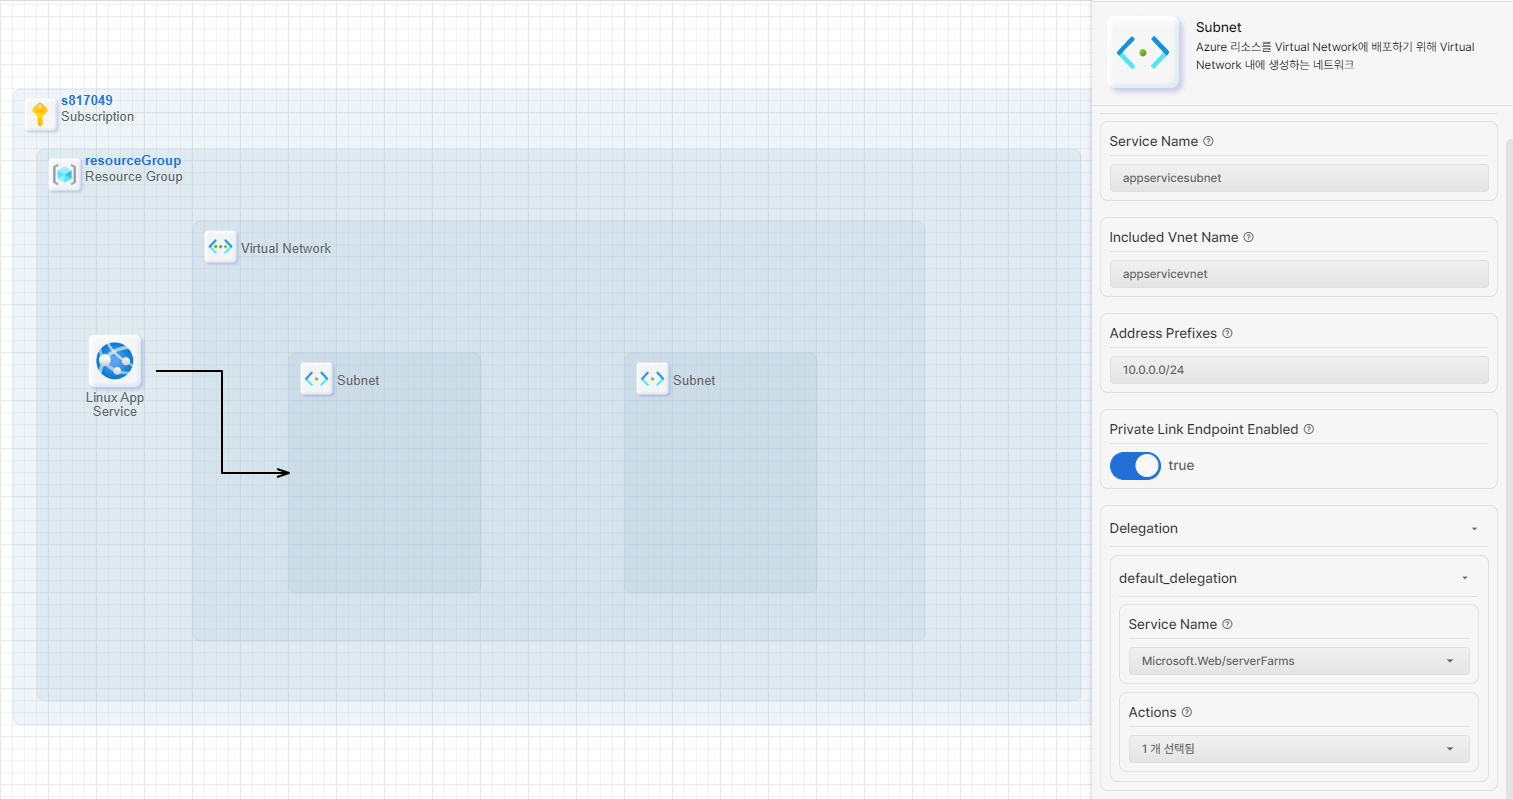 s817049
Subscription
resourceGroup
Resource Group
Virtual Network
Linux App
Service
Subnet
Subnet
Subnet
Azure 리소스를 Virtual Network에 배포하기 위해 Virtual
Network 내에 생성하는 네트워크
Service Name
appservicesubnet
Included Vnet Name
appservicevnet
Address Prefixes
10.0.0.0/24
Private Link Endpoint Enabled
true
Delegation
default_delegation
Service Name
Microsoft.Web/serverFarms
Actions
1 개 선택됨